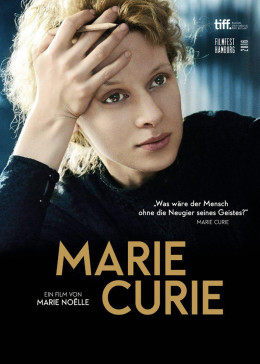 tiff.
FILMFEST
HAMBURG
2016
„Was wäre der Mensch
ohne die Neugier seines Geistes?"
MARIE CURIE
MARIE
CURIE
EIN FILM VON
MARIE NOËLLE